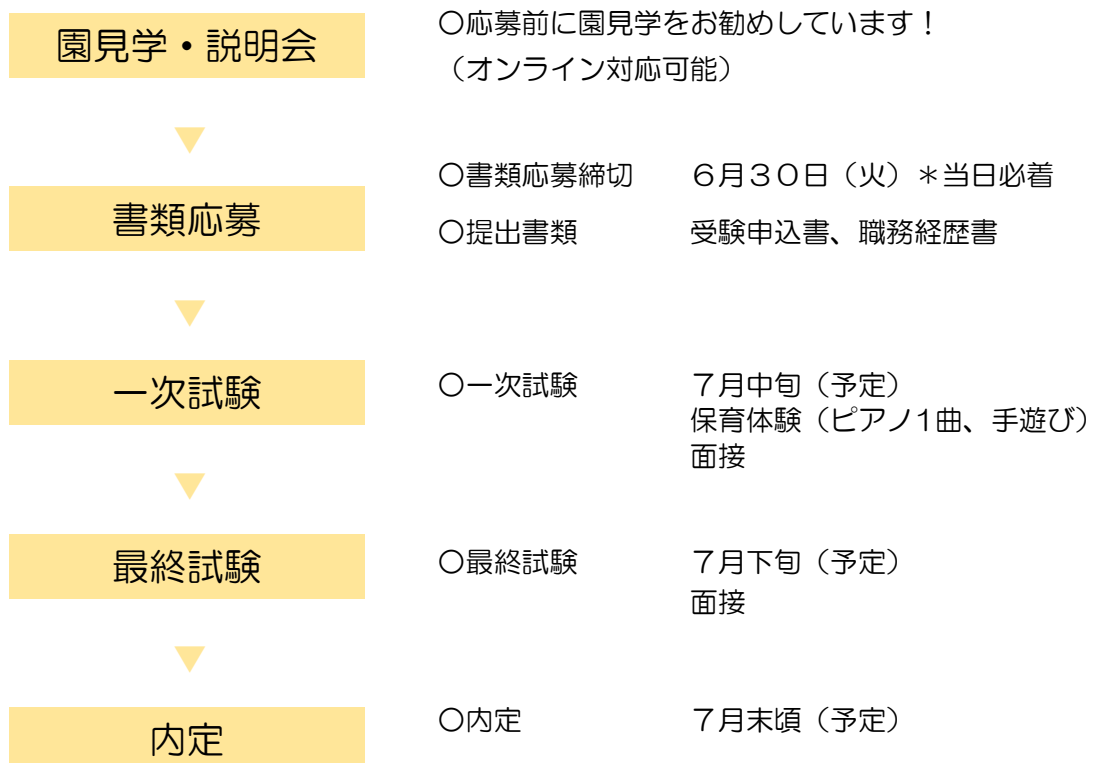 園見学・説明会
〇応募前に園見学をお勧めしています！
（オンライン対応可能）
▼
書類応募
〇書類応募締切　６月３０日（火）＊当日必着
〇提出書類　受験申込書、職務経歴書
▼
一次試験
〇一次試験　７月中旬（予定）
保育体験（ピアノ1曲、手遊び）
面接
▼
最終試験
〇最終試験　７月下旬（予定）
面接
▼
内定
〇内定　７月末頃（予定）